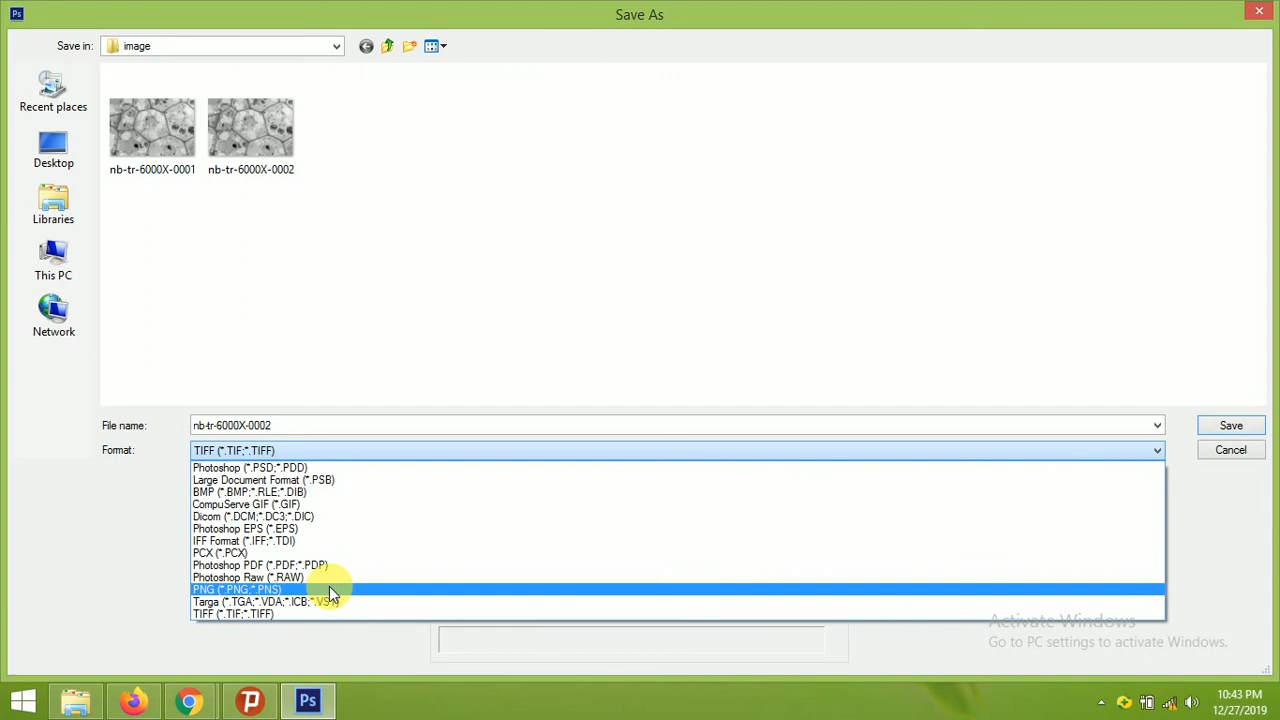 Ps
Save As
Save in: image
Recent places
Desktop
Libraries
This PC
Network
nb-tr-6000X-0001 nb-tr-6000X-0002
File name: nb-tr-6000X-0002 Save
Format: TIFF (*.TIF;*.TIFF) Cancel
Photoshop (*.PSD;*.PDD)
Large Document Format (*.PSB)
BMP (*.BMP;*.RLE;*.DIB)
CompuServe GIF (*.GIF)
Dicom (*.DCM;*.DC3;*.DIC)
Photoshop EPS (*.EPS)
IFF Format (*.IFF;*.TDI)
PCX (*.PCX)
Photoshop PDF (*.PDF;*.PDP)
Photoshop Raw (*.RAW)
PNG (*.PNG;*.PNS)
Targa (*.TGA;*.VDA;*.ICB;*.VST)
TIFF (*.TIF;*.TIFF)
Activate Windows
Go to PC settings to activate Windows.
P
Ps
10:43 PM
12/27/2019